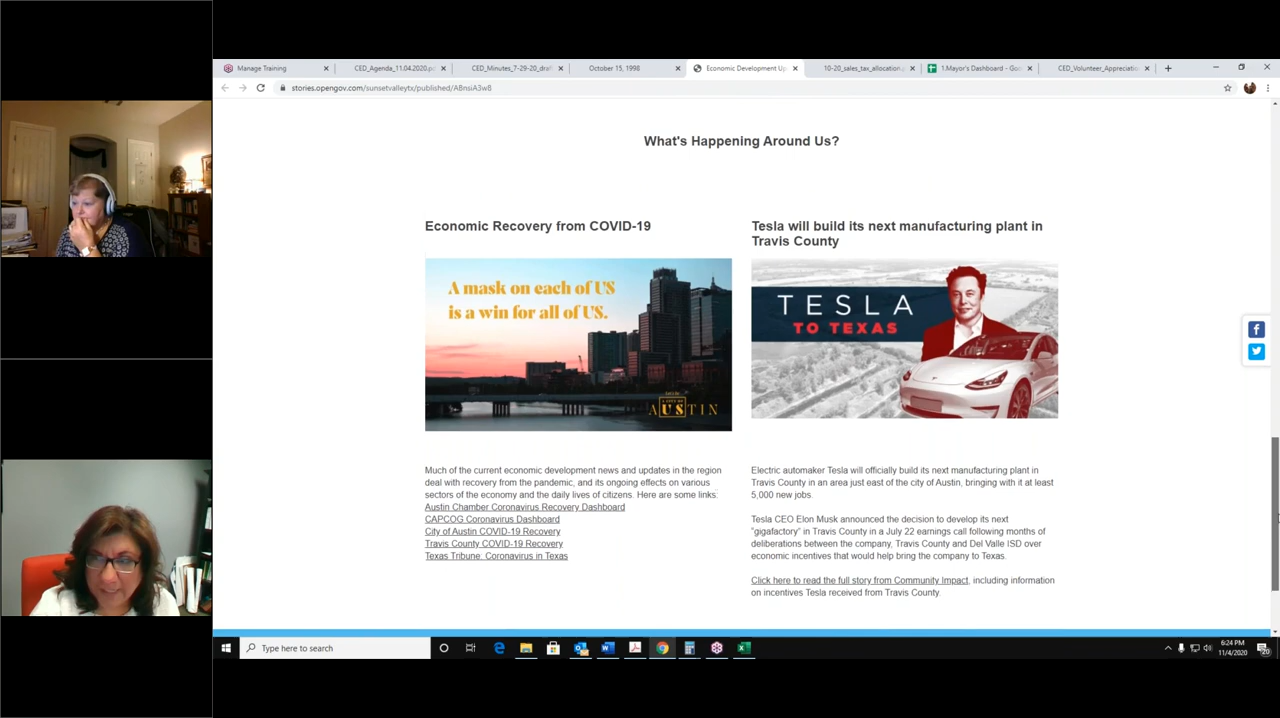 Manage Training
CED_Agenda_11.04.2020.p
CED_Minutes_7-29-20_draf
October 15, 1998
Economic Development Up
10-20_sales_tax_allocation.p
1.Mayor's Dashboard - Goo
CED_Volunteer_Appreciatio
stories.opengov.com/sunsetvalleytx/published/ABnsiA3w8
What's Happening Around Us?
Economic Recovery from COVID-19
A mask on each of US
is a win for all of US.
AUSTIN
Much of the current economic development news and updates in the region
deal with recovery from the pandemic, and its ongoing effects on various
sectors of the economy and the daily lives of citizens. Here are some links:
Austin Chamber Coronavirus Recovery Dashboard
CAPCOG Coronavirus Dashboard
City of Austin COVID-19 Recovery
Travis County COVID-19 Recovery
Texas Tribune: Coronavirus in Texas
Tesla will build its next manufacturing plant in
Travis County
TESLA
TO TEXAS
Electric automaker Tesla will officially build its next manufacturing plant in
Travis County in an area just east of the city of Austin, bringing with it at least
5,000 new jobs.
Tesla CEO Elon Musk announced the decision to develop its next
"gigafactory" in Travis County in a July 22 earnings call following months of
deliberations between the company, Travis County and Del Valle ISD over
economic incentives that would help bring the company to Texas.
Click here to read the full story from Community Impact, including information
on incentives Tesla received from Travis County.
Type here to search
6:24 PM
11/4/2020
20